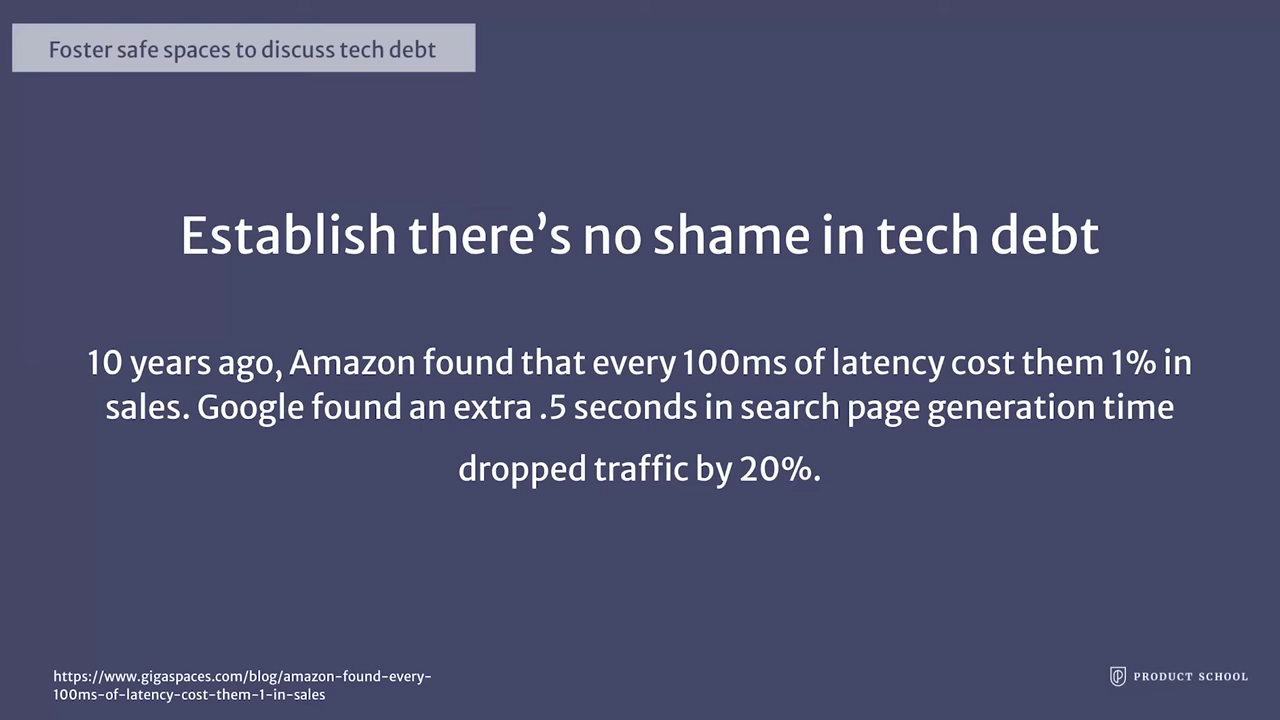 Foster safe spaces to discuss tech debt
Establish there’s no shame in tech debt
10 years ago, Amazon found that every 100ms of latency cost them 1% in
sales. Google found an extra .5 seconds in search page generation time
dropped traffic by 20%.
https://www.gigaspaces.com/blog/amazon-found-every-
100ms-of-latency-cost-them-1-in-sales
PRODUCT SCHOOL